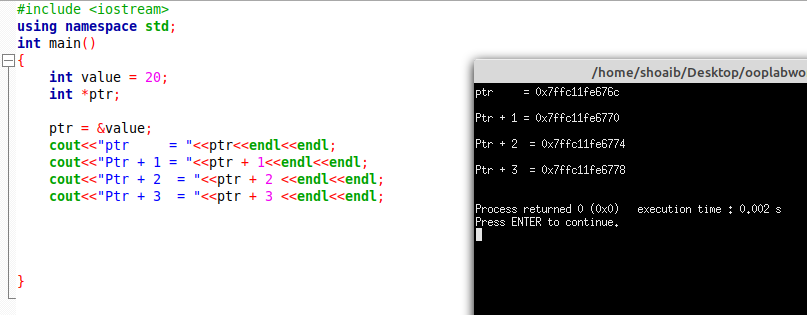 #include <iostream>
using namespace std;
int main()
{
    int value = 20;
    int *ptr;
    ptr = &value;
    cout<<"ptr     = "<<ptr<<endl<<endl;
    cout<<"Ptr + 1 = "<<ptr + 1<<endl<<endl;
    cout<<"Ptr + 2  = "<<ptr + 2 <<endl<<endl;
    cout<<"Ptr + 3  = "<<ptr + 3 <<endl<<endl;
}
/home/shoaib/Desktop/ooplabwo
ptr     = 0x7ffc11fe676c
Ptr + 1 = 0x7ffc11fe6770
Ptr + 2  = 0x7ffc11fe6774
Ptr + 3  = 0x7ffc11fe6778
Process returned 0 (0x0)   execution time : 0.002 s
Press ENTER to continue.